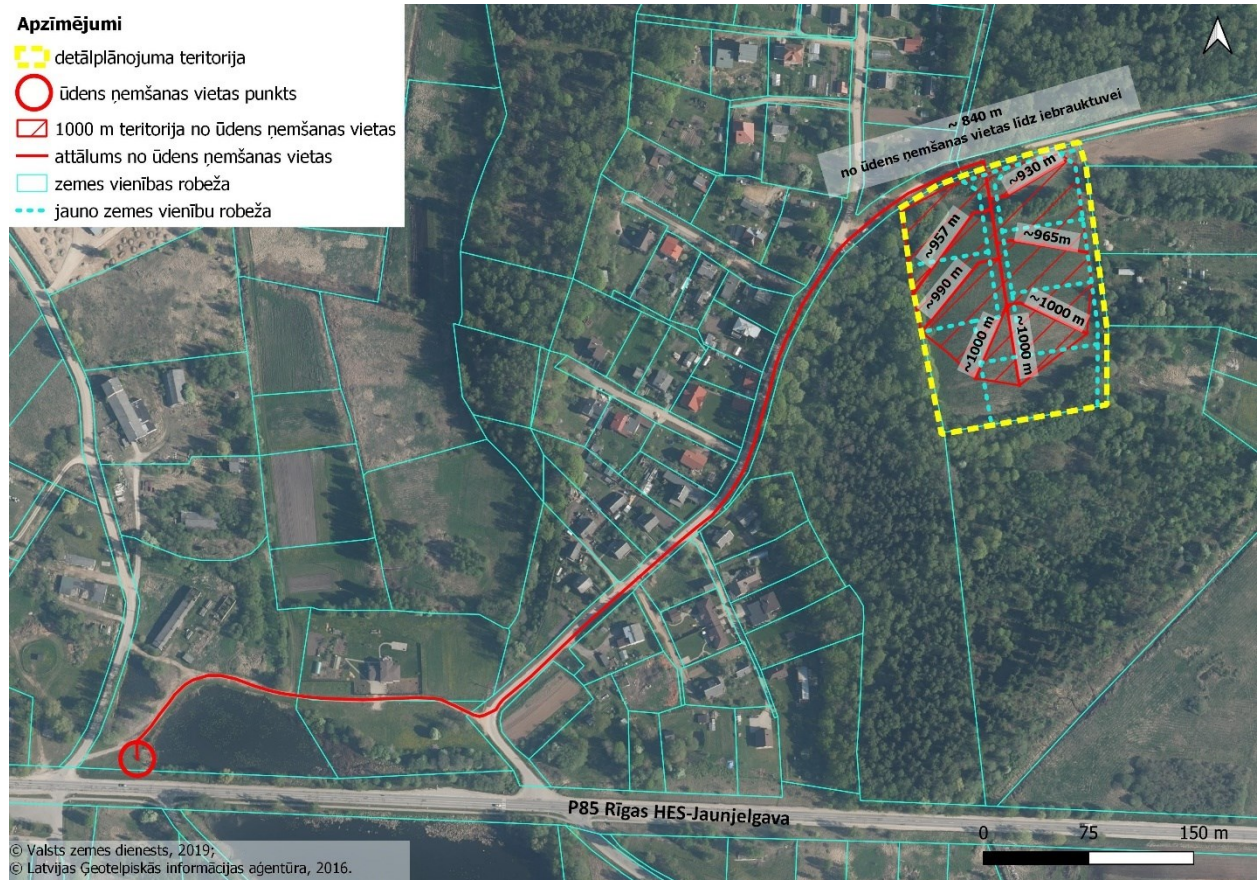 Apzīmējumi
detālplānojuma teritorija
ūdens ņemšanas vietas punkts
1000 m teritorija no ūdens ņemšanas vietas
attālums no ūdens ņemšanas vietas
zemes vienības robeža
jauno zemes vienību robeža
~ 840 m
no ūdens ņemšanas vietas līdz iebrauktuvei
~930 m
~957 m
~965m
~990 m
~1000 m
~1000 m
~1000 m
P85 Rīgas HES-Jaunjelgava
0 75 150 m
© Valsts zemes dienests, 2019;
© Latvijas Ģeotelpiskās informācijas aģentūra, 2016.